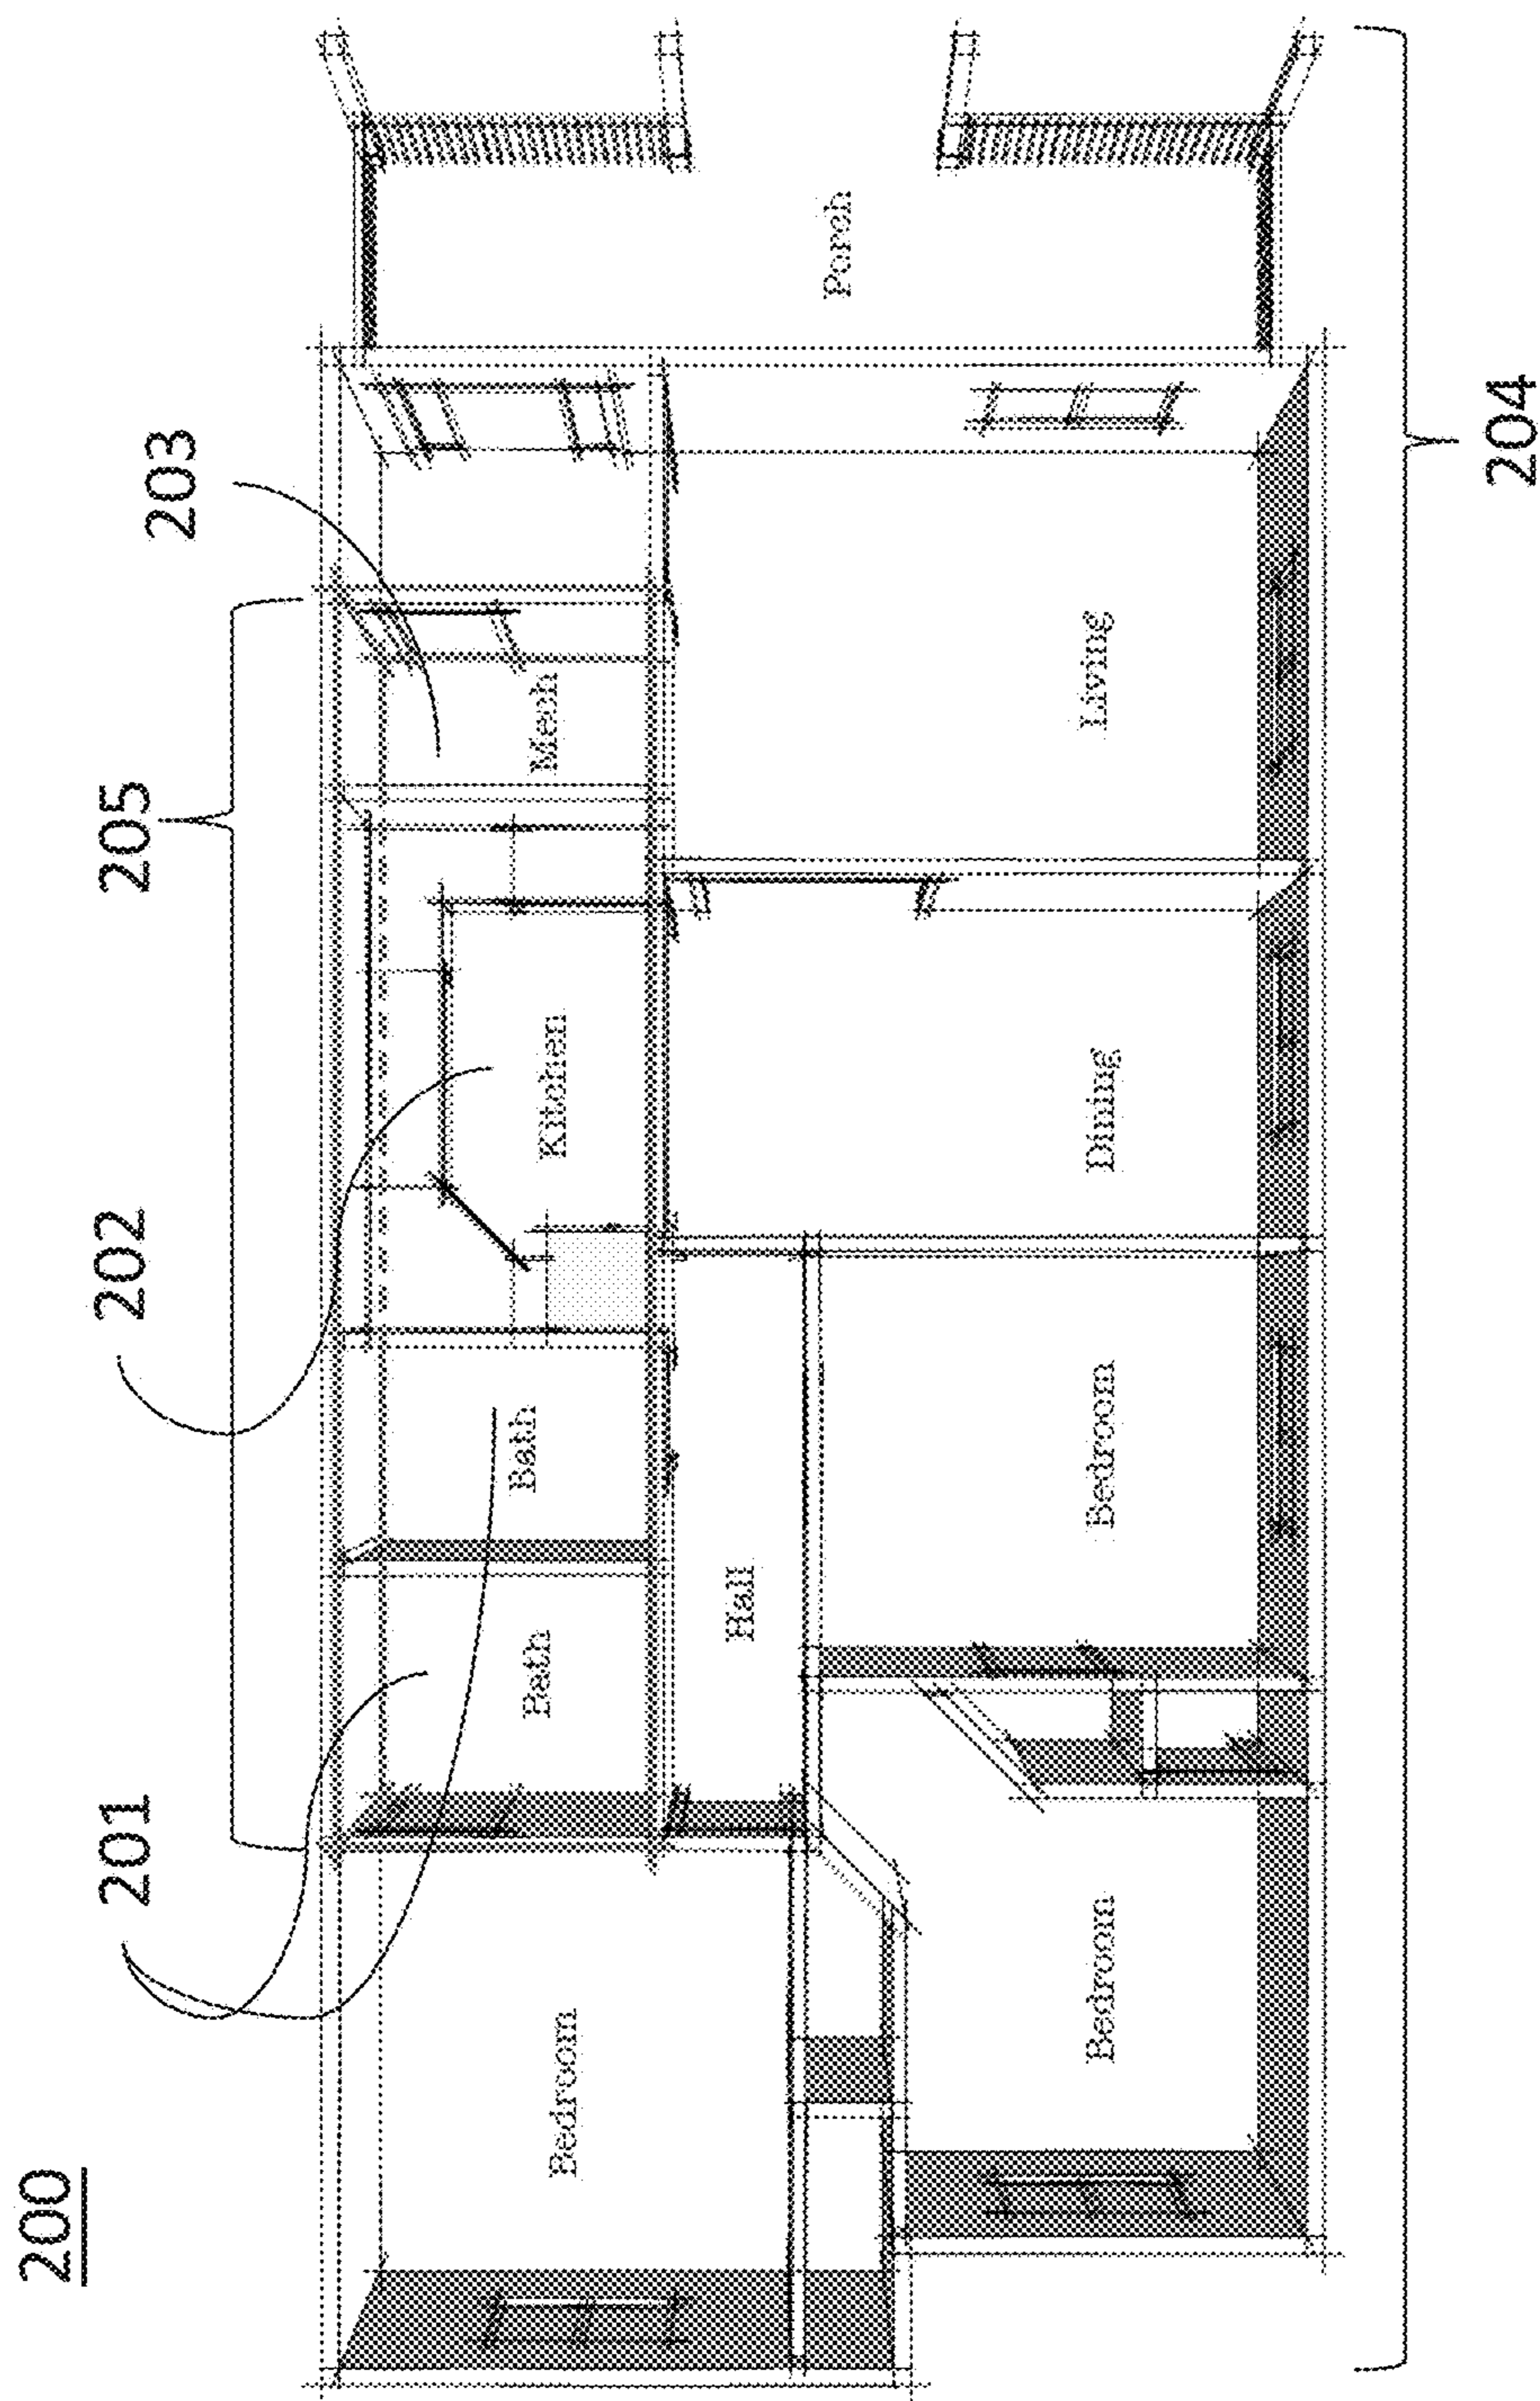 200
201 202 205 203
Bedroom Bath Bath Kitchen Mech
Hall
Porch
Bedroom Bedroom Dining Living
204